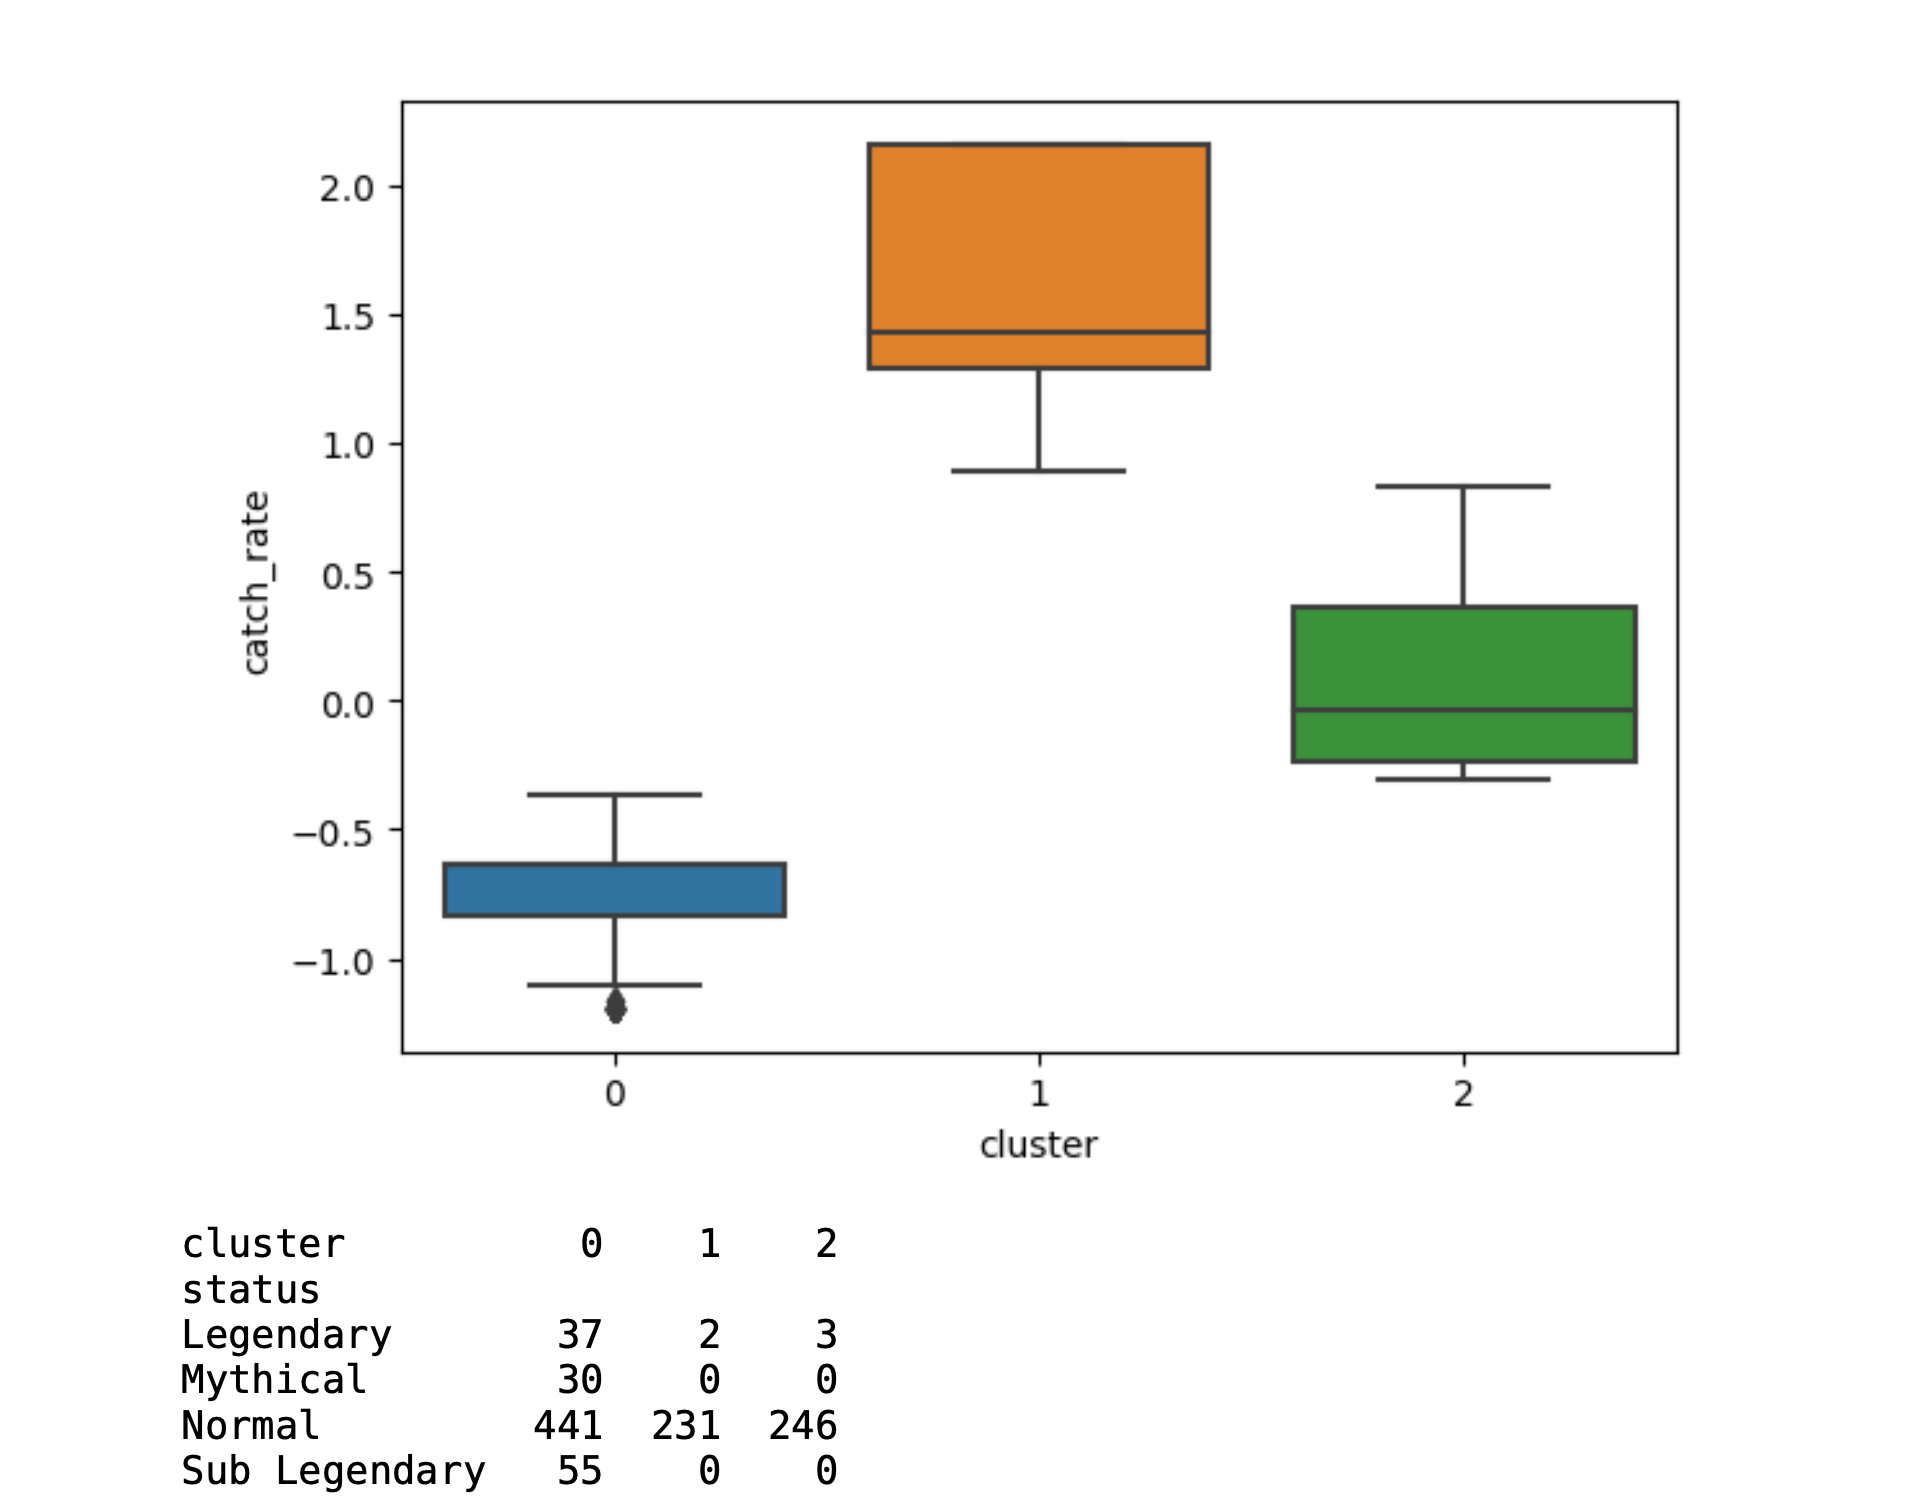 2.0
1.5
1.0
0.5
0.0
−0.5
−1.0
catch_rate
0 1 2
cluster
cluster 0 1 2
status
Legendary 37 2 3
Mythical 30 0 0
Normal 441 231 246
Sub Legendary 55 0 0